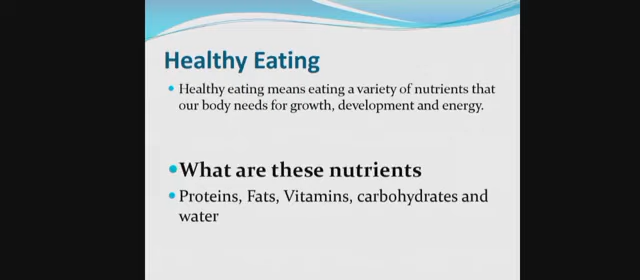 Healthy Eating
Healthy eating means eating a variety of nutrients that
our body needs for growth, development and energy.
What are these nutrients
Proteins, Fats, Vitamins, carbohydrates and
water